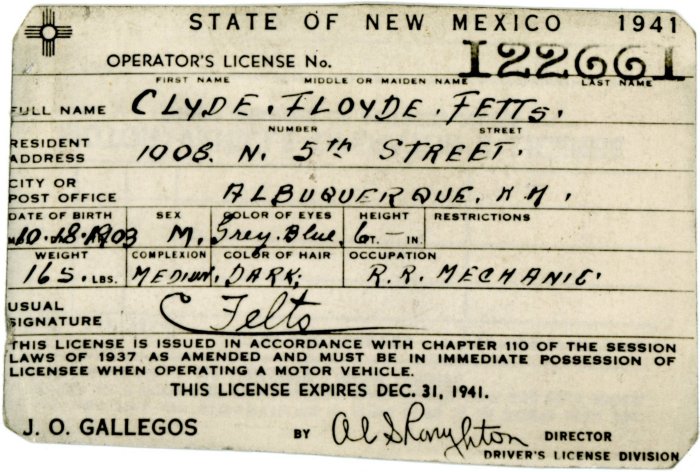 STATE OF NEW MEXICO 1941
OPERATOR'S LICENSE No. 122661
FIRST NAME MIDDLE OR MAIDEN NAME LAST NAME
FULL NAME CLYDE. FLOYDE. FETTS.
NUMBER STREET
RESIDENT ADDRESS 1008. N. 5th STREET.
CITY OR POST OFFICE ALBUQUERQUE. N.M.
DATE OF BIRTH SEX COLOR OF EYES HEIGHT RESTRICTIONS
10.18.1903 M. Grey.Blue. 6 FT. — IN.
WEIGHT COMPLEXION COLOR OF HAIR OCCUPATION
165. LBS. MEDIUM. DARK. R.R. MECHANIC.
USUAL SIGNATURE C Felts
THIS LICENSE IS ISSUED IN ACCORDANCE WITH CHAPTER 110 OF THE SESSION
LAWS OF 1937 AS AMENDED AND MUST BE IN IMMEDIATE POSSESSION OF
LICENSEE WHEN OPERATING A MOTOR VEHICLE.
THIS LICENSE EXPIRES DEC. 31, 1941.
J. O. GALLEGOS BY Al S DIRECTOR
DRIVER'S LICENSE DIVISION